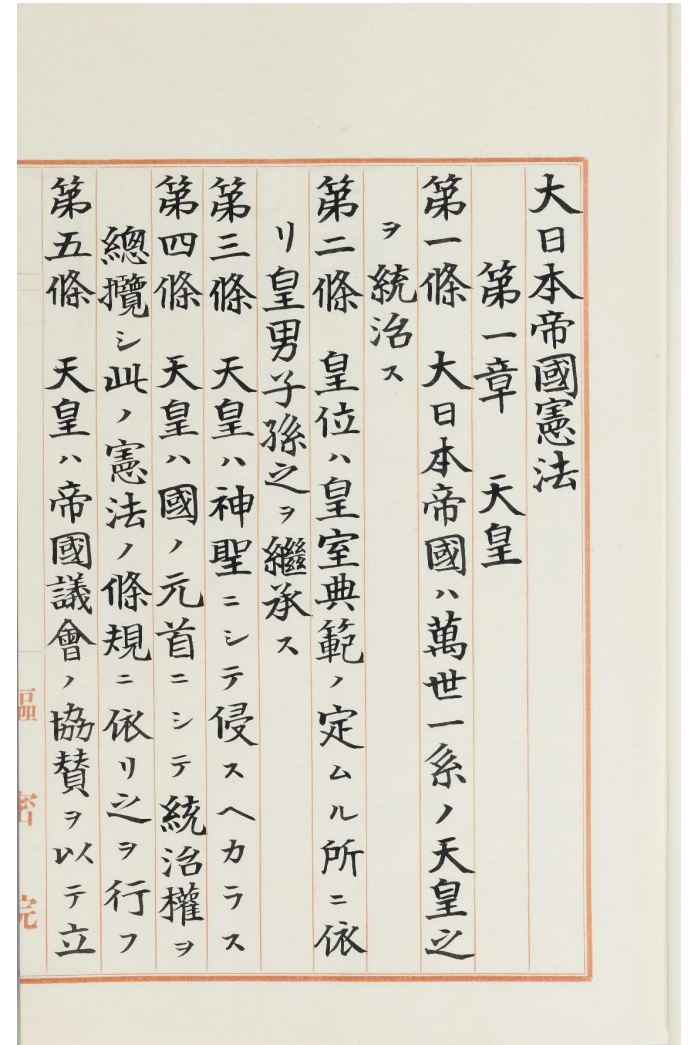 大日本帝國憲法
第一章 天皇
第一條 大日本帝國ハ萬世一系ノ天皇之
ヲ統治ス
第二條 皇位ハ皇室典範ノ定ムル所ニ依
リ皇男子孫之ヲ繼承ス
第三條 天皇ハ神聖ニシテ侵スヘカラス
第四條 天皇ハ國ノ元首ニシテ統治權ヲ
總攬シ此ノ憲法ノ條規ニ依リ之ヲ行フ
第五條 天皇ハ帝國議會ノ協賛ヲ以テ立
樞密院